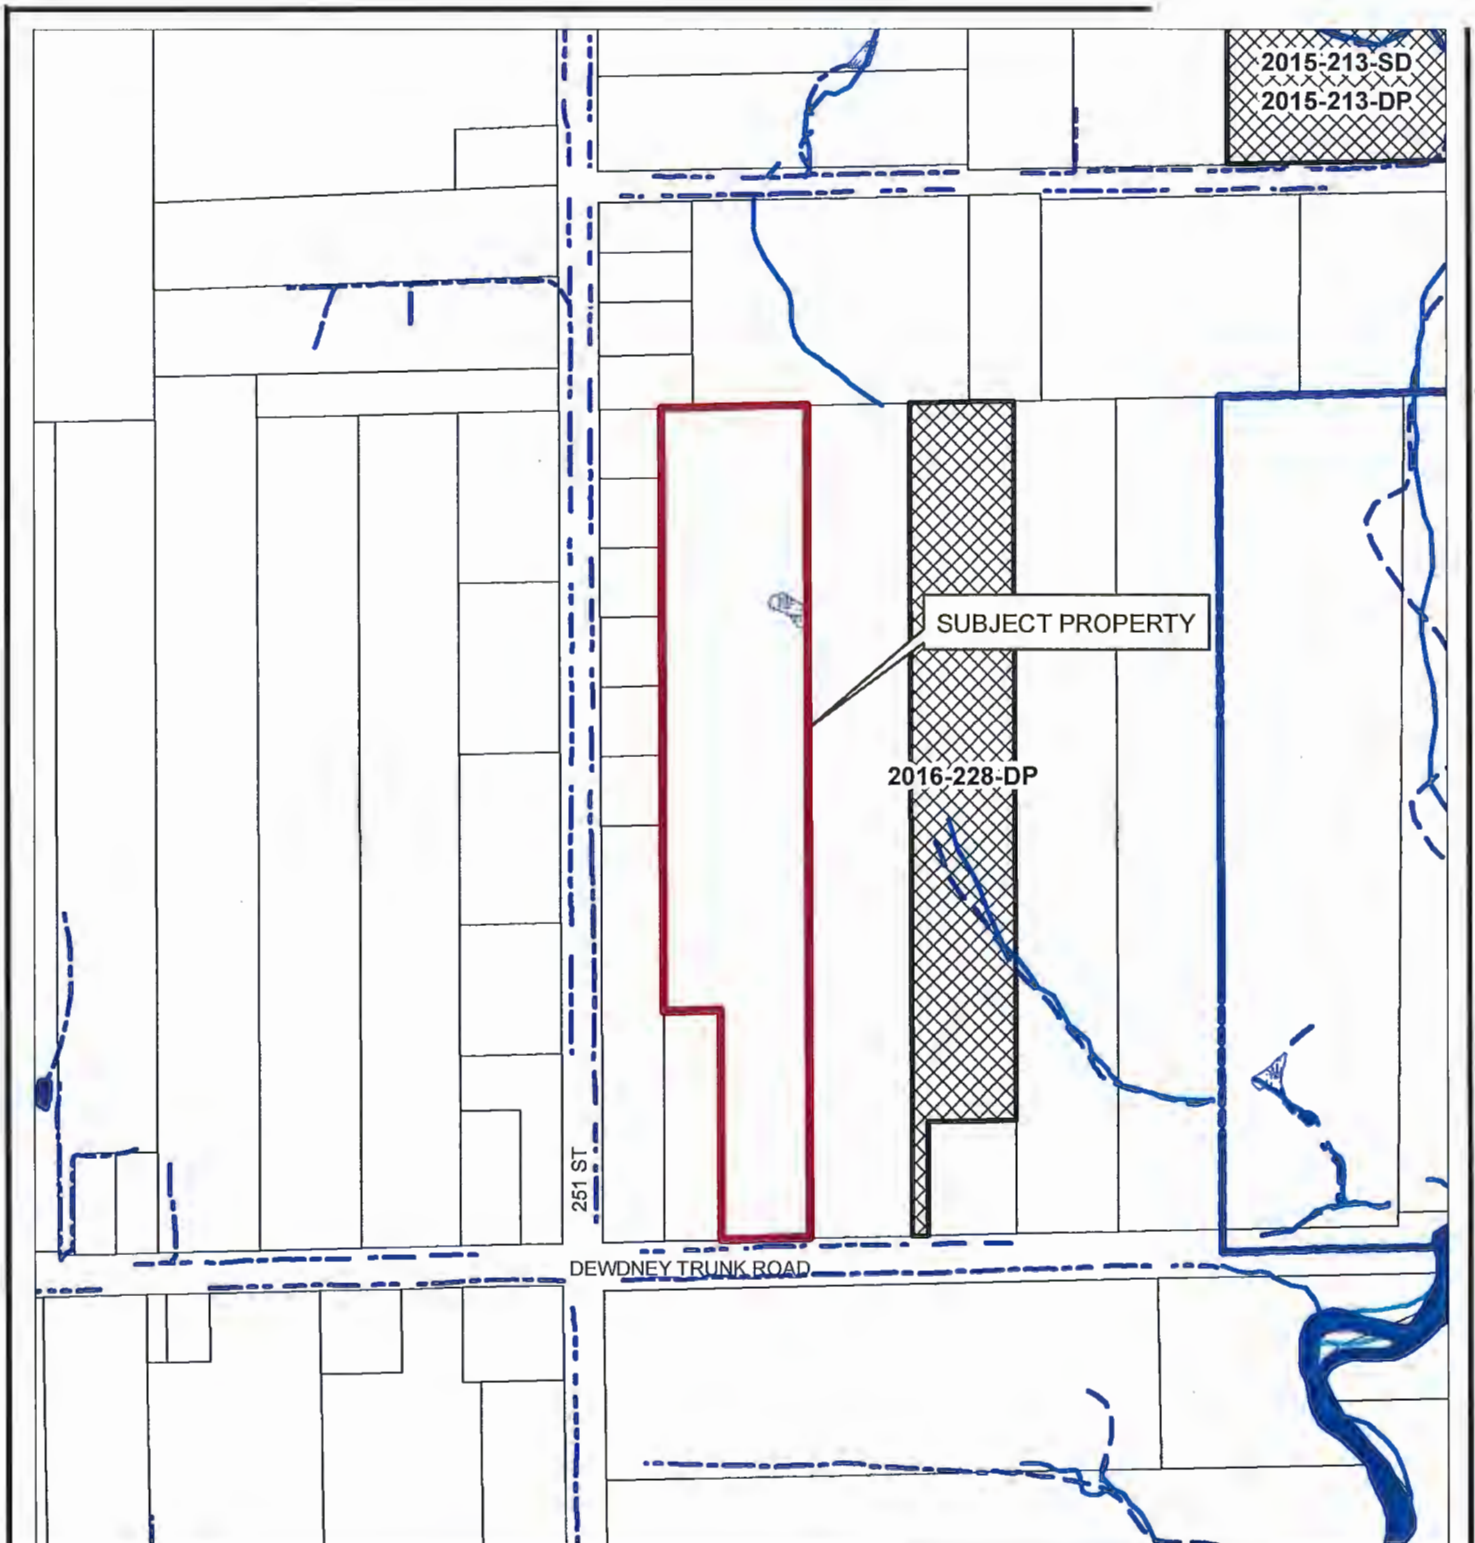 2015-213-SD
2015-213-DP
SUBJECT PROPERTY
2016-228-DP
251 ST
DEWDNEY TRUNK ROAD